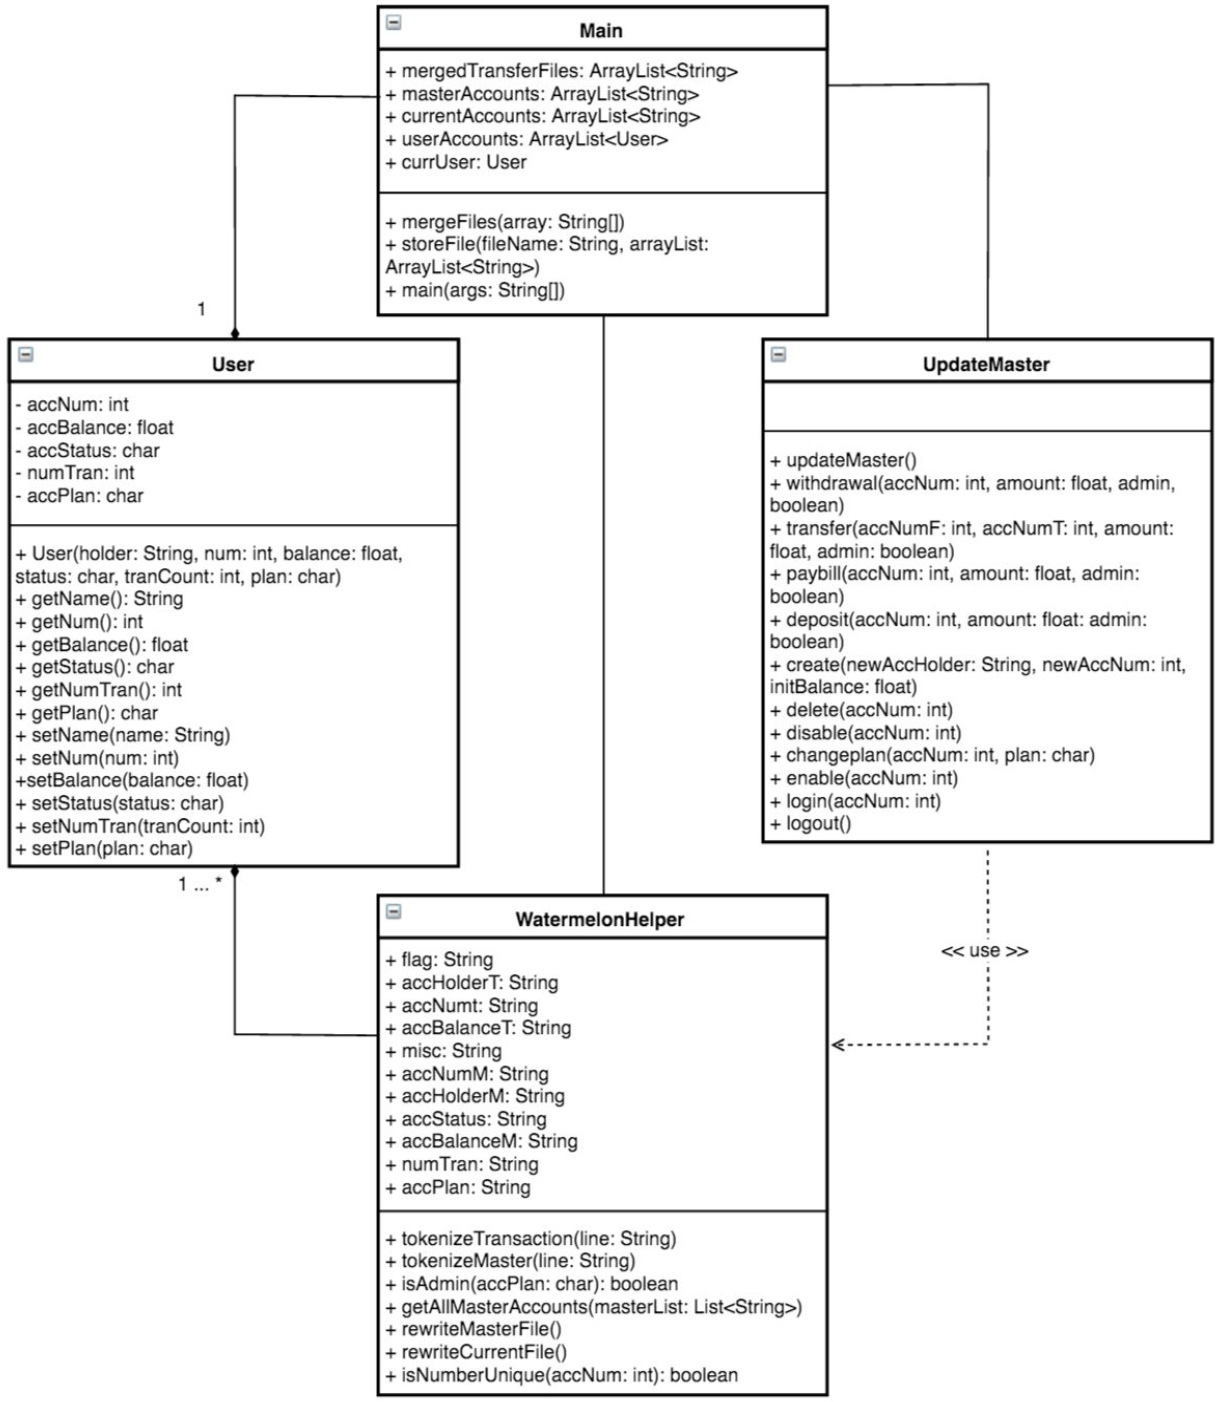 Main
+ mergedTransferFiles: ArrayList<String>
+ masterAccounts: ArrayList<String>
+ currentAccounts: ArrayList<String>
+ userAccounts: ArrayList<User>
+ currUser: User
+ mergeFiles(array: String[])
+ storeFile(fileName: String, arrayList:
ArrayList<String>)
+ main(args: String[])
1
User
- accNum: int
- accBalance: float
- accStatus: char
- numTran: int
- accPlan: char
+ User(holder: String, num: int, balance: float,
status: char, tranCount: int, plan: char)
+ getName(): String
+ getNum(): int
+ getBalance(): float
+ getStatus(): char
+ getNumTran(): int
+ getPlan(): char
+ setName(name: String)
+ setNum(num: int)
+setBalance(balance: float)
+ setStatus(status: char)
+ setNumTran(tranCount: int)
+ setPlan(plan: char)
1 ... *
UpdateMaster
+ updateMaster()
+ withdrawal(accNum: int, amount: float, admin,
boolean)
+ transfer(accNumF: int, accNumT: int, amount:
float, admin: boolean)
+ paybill(accNum: int, amount: float, admin:
boolean)
+ deposit(accNum: int, amount: float: admin:
boolean)
+ create(newAccHolder: String, newAccNum: int,
initBalance: float)
+ delete(accNum: int)
+ disable(accNum: int)
+ changeplan(accNum: int, plan: char)
+ enable(accNum: int)
+ login(accNum: int)
+ logout()
<< use >>
WatermelonHelper
+ flag: String
+ accHolderT: String
+ accNumt: String
+ accBalanceT: String
+ misc: String
+ accNumM: String
+ accHolderM: String
+ accStatus: String
+ accBalanceM: String
+ numTran: String
+ accPlan: String
+ tokenizeTransaction(line: String)
+ tokenizeMaster(line: String)
+ isAdmin(accPlan: char): boolean
+ getAllMasterAccounts(masterList: List<String>)
+ rewriteMasterFile()
+ rewriteCurrentFile()
+ isNumberUnique(accNum: int): boolean